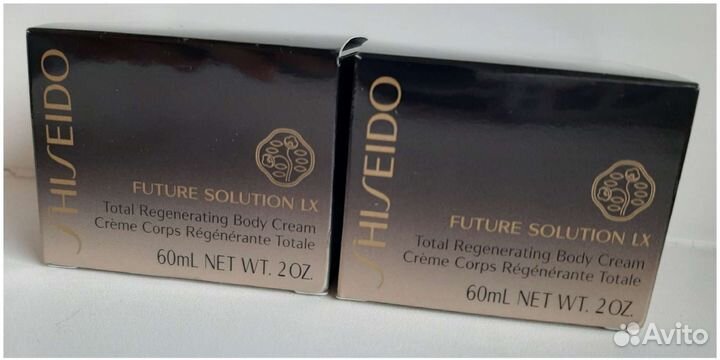 SHISEIDO
FUTURE SOLUTION LX
Total Regenerating Body Cream
Crème Corps Régénérante Totale
60mL NET WT. 2OZ.
SHISEIDO
FUTURE SOLUTION LX
Total Regenerating Body Cream
Crème Corps Régénérante Totale
60mL NET WT. 2OZ.
Avito